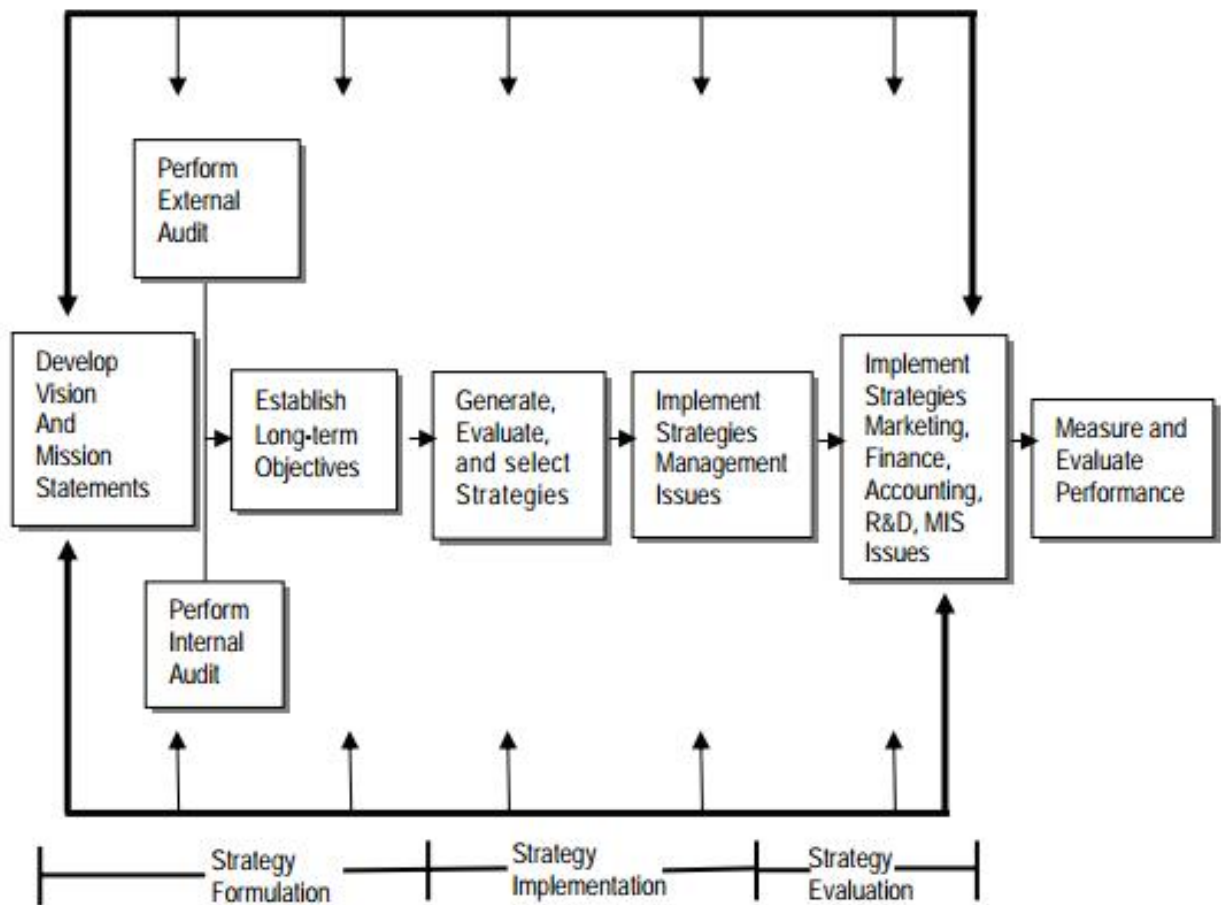 Perform
External
Audit
Develop
Vision
And
Mission
Statements
Establish
Long-term
Objectives
Generate,
Evaluate,
and select
Strategies
Implement
Strategies
Management
Issues
Implement
Strategies
Marketing,
Finance,
Accounting,
R&D, MIS
Issues
Measure and
Evaluate
Performance
Perform
Internal
Audit
Strategy
Formulation
Strategy
Implementation
Strategy
Evaluation